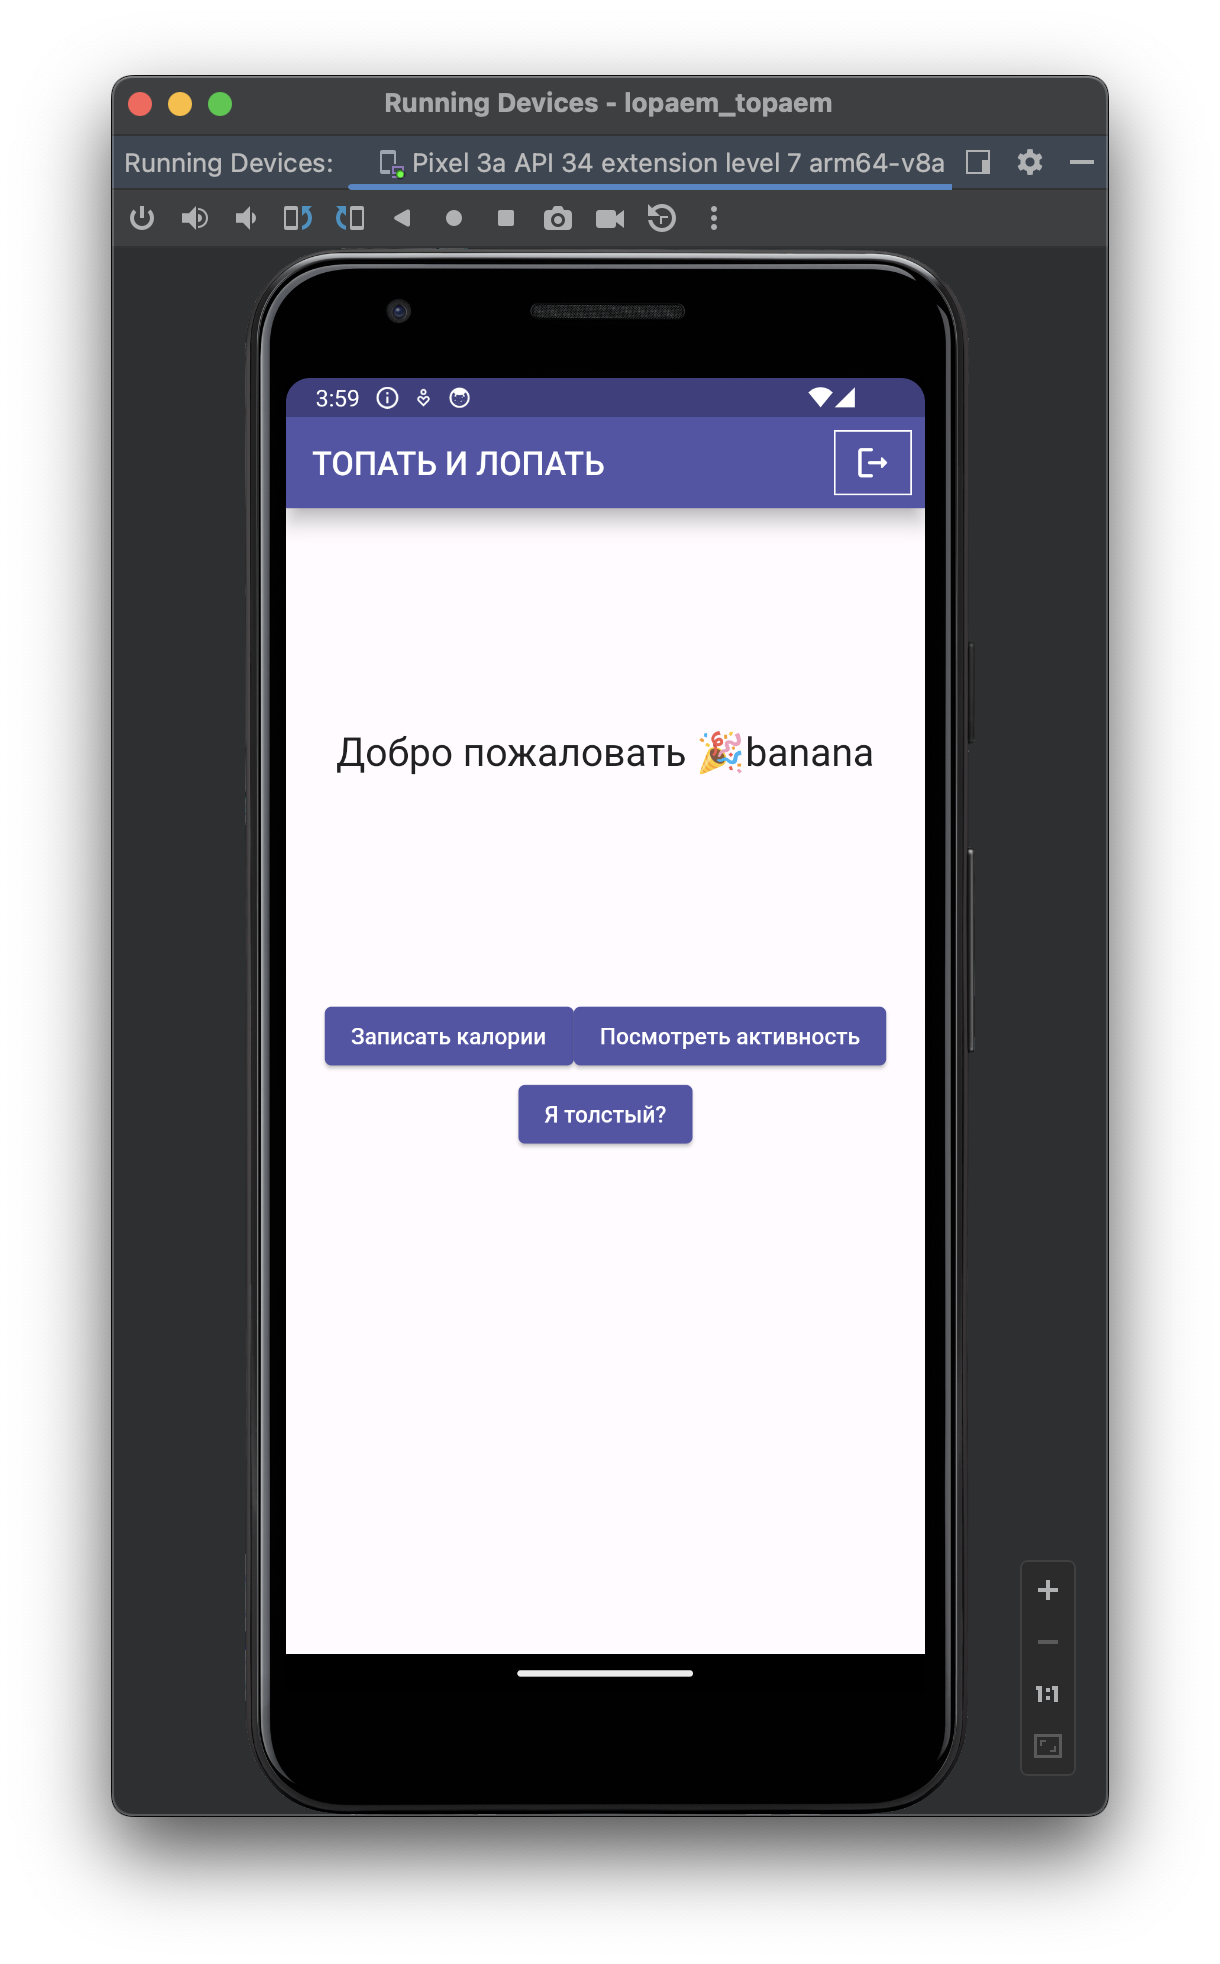 Running Devices - lopaem_topaem
Running Devices: Pixel 3a API 34 extension level 7 arm64-v8a
3:59
ТОПАТЬ И ЛОПАТЬ
Добро пожаловать 🎉banana
Записать калории Посмотреть активность
Я толстый?
1:1